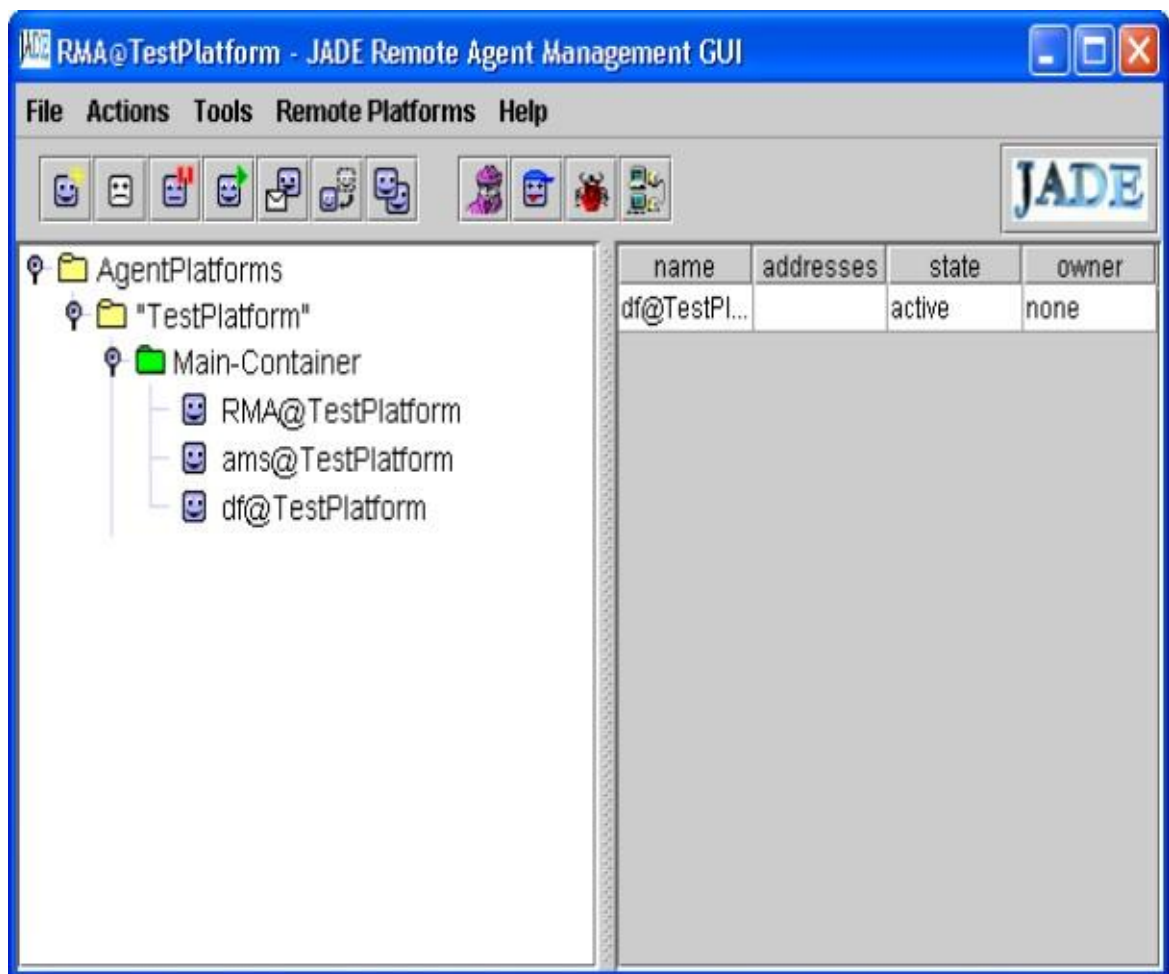 JADE RMA@TestPlatform - JADE Remote Agent Management GUI
File Actions Tools Remote Platforms Help
JADE
AgentPlatforms
"TestPlatform"
Main-Container
RMA@TestPlatform
ams@TestPlatform
df@TestPlatform
name addresses state owner
df@TestPl... active none